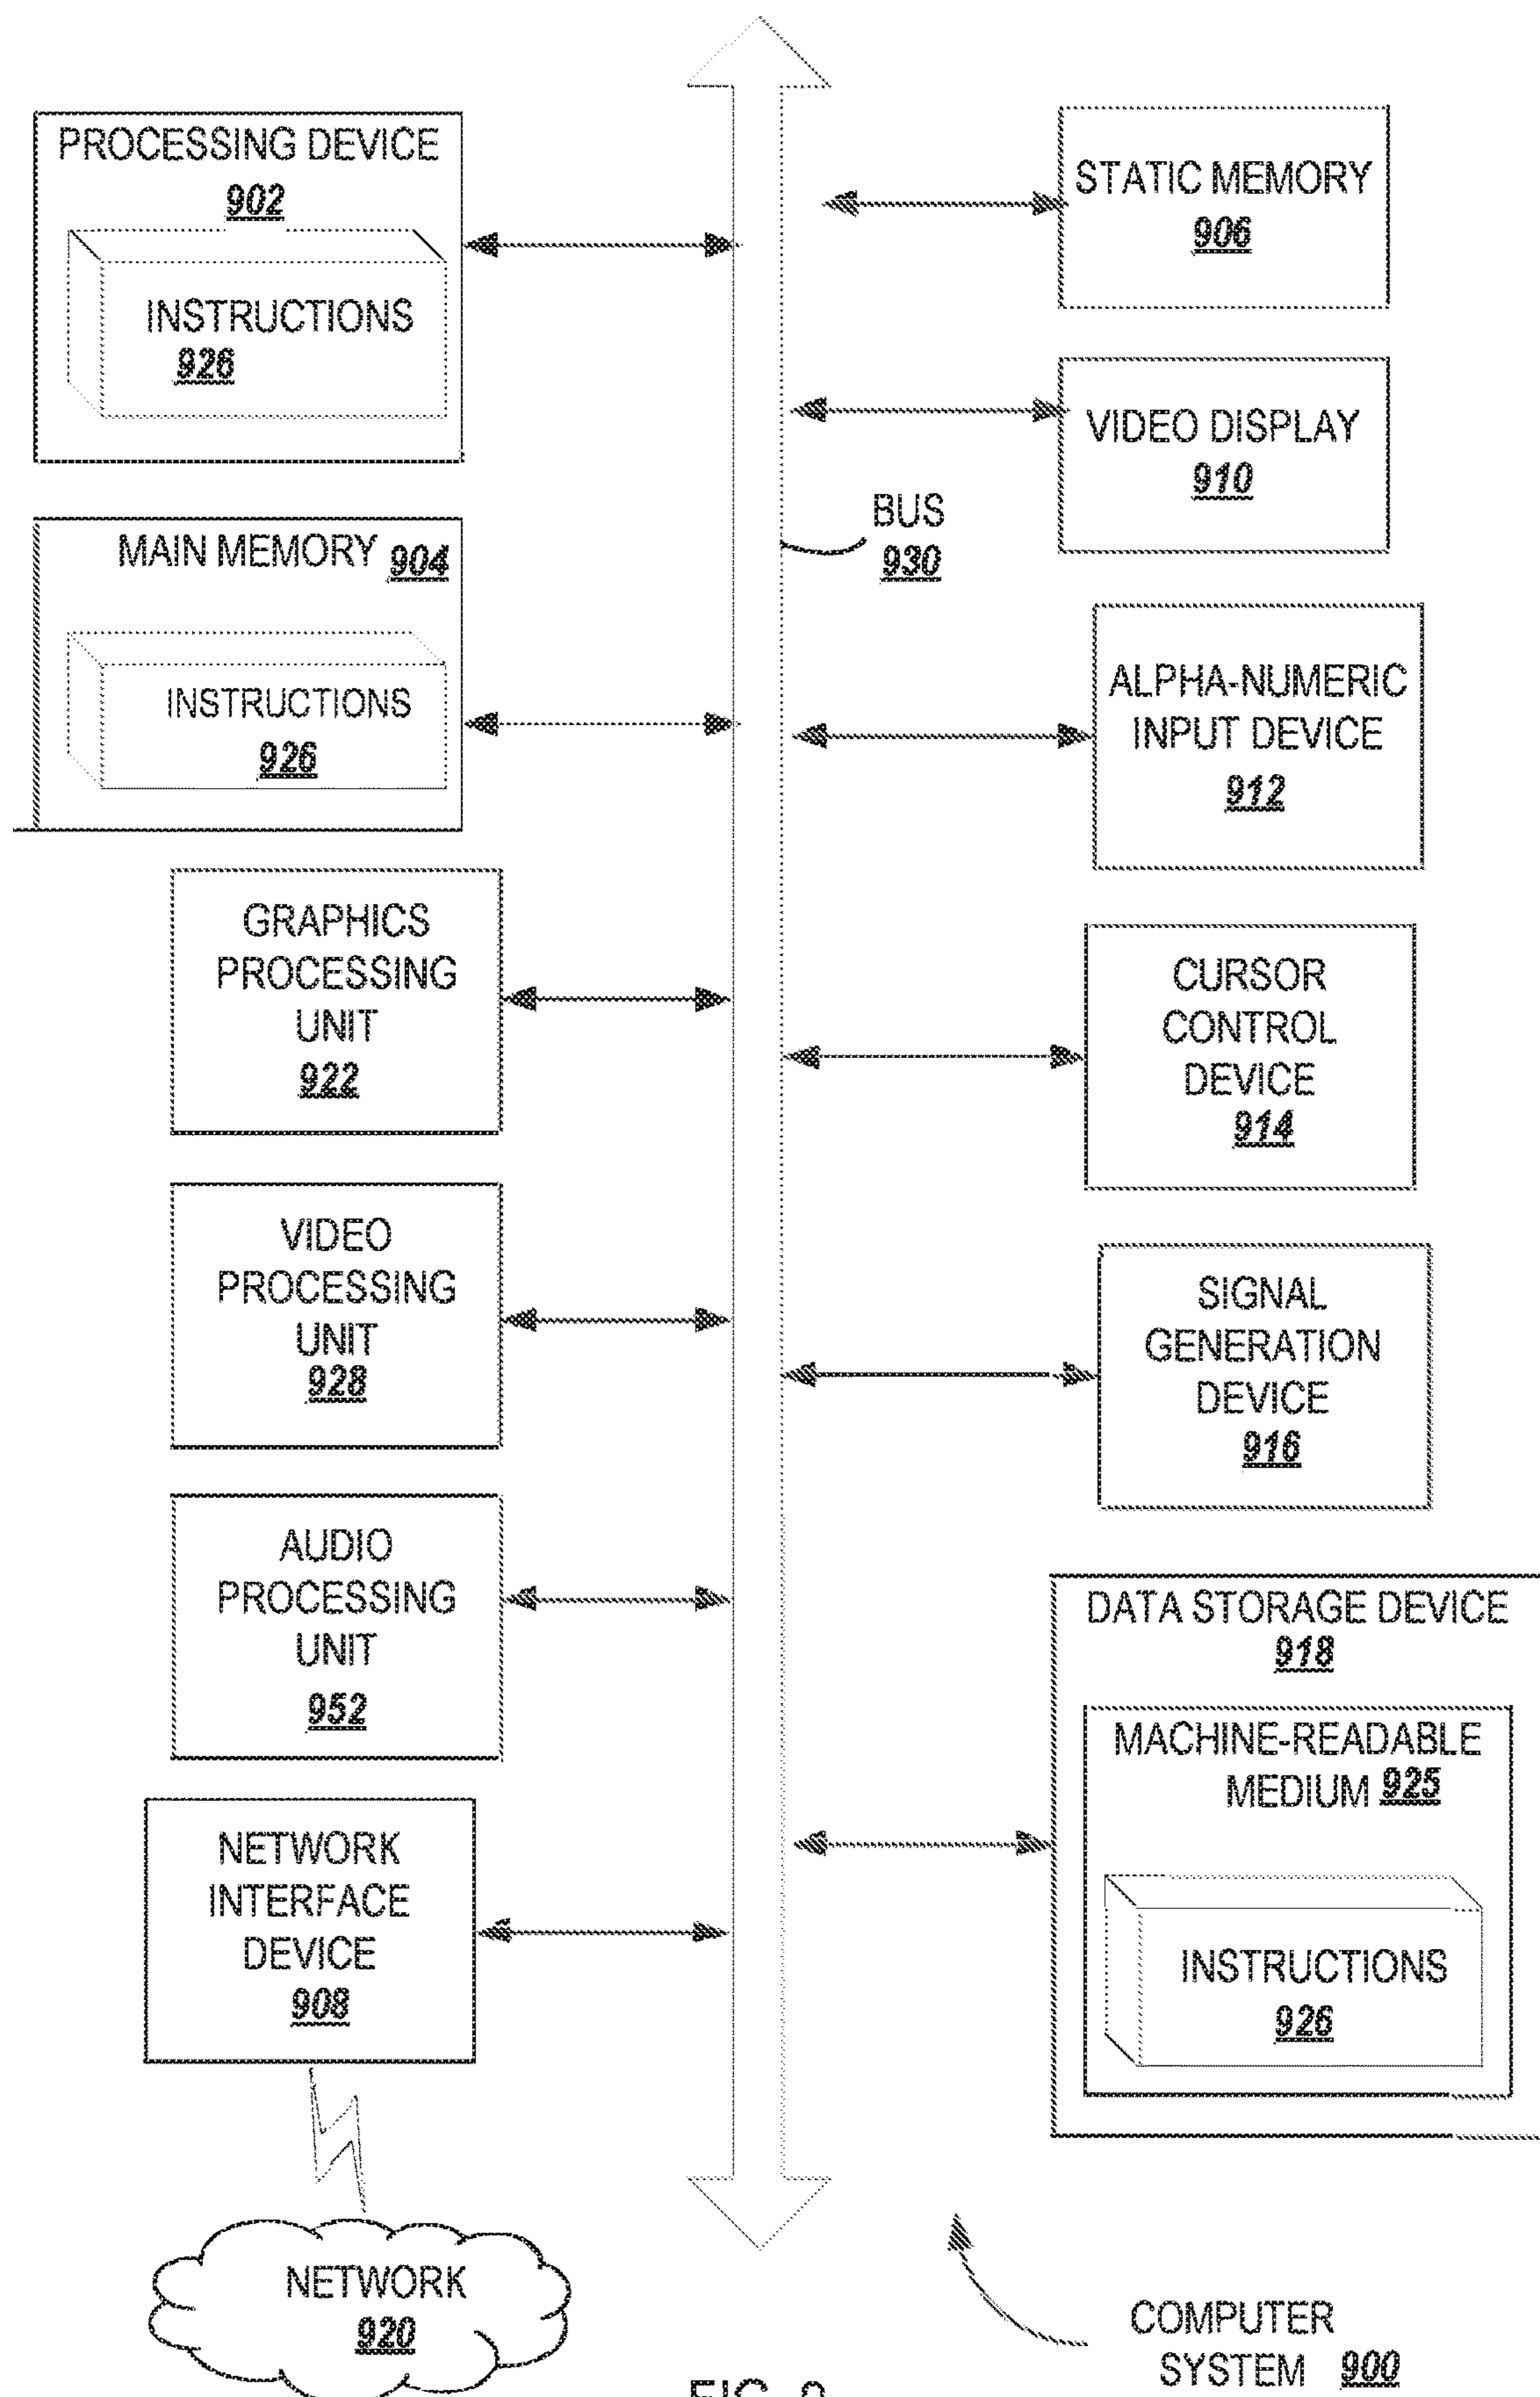 PROCESSING DEVICE
902
INSTRUCTIONS
926
MAIN MEMORY 904
INSTRUCTIONS
926
GRAPHICS
PROCESSING
UNIT
922
VIDEO
PROCESSING
UNIT
928
AUDIO
PROCESSING
UNIT
952
NETWORK
INTERFACE
DEVICE
908
NETWORK
920
BUS
930
STATIC MEMORY
906
VIDEO DISPLAY
910
ALPHA-NUMERIC
INPUT DEVICE
912
CURSOR
CONTROL
DEVICE
914
SIGNAL
GENERATION
DEVICE
916
DATA STORAGE DEVICE
918
MACHINE-READABLE
MEDIUM 925
INSTRUCTIONS
926
COMPUTER
SYSTEM 900
FIG.